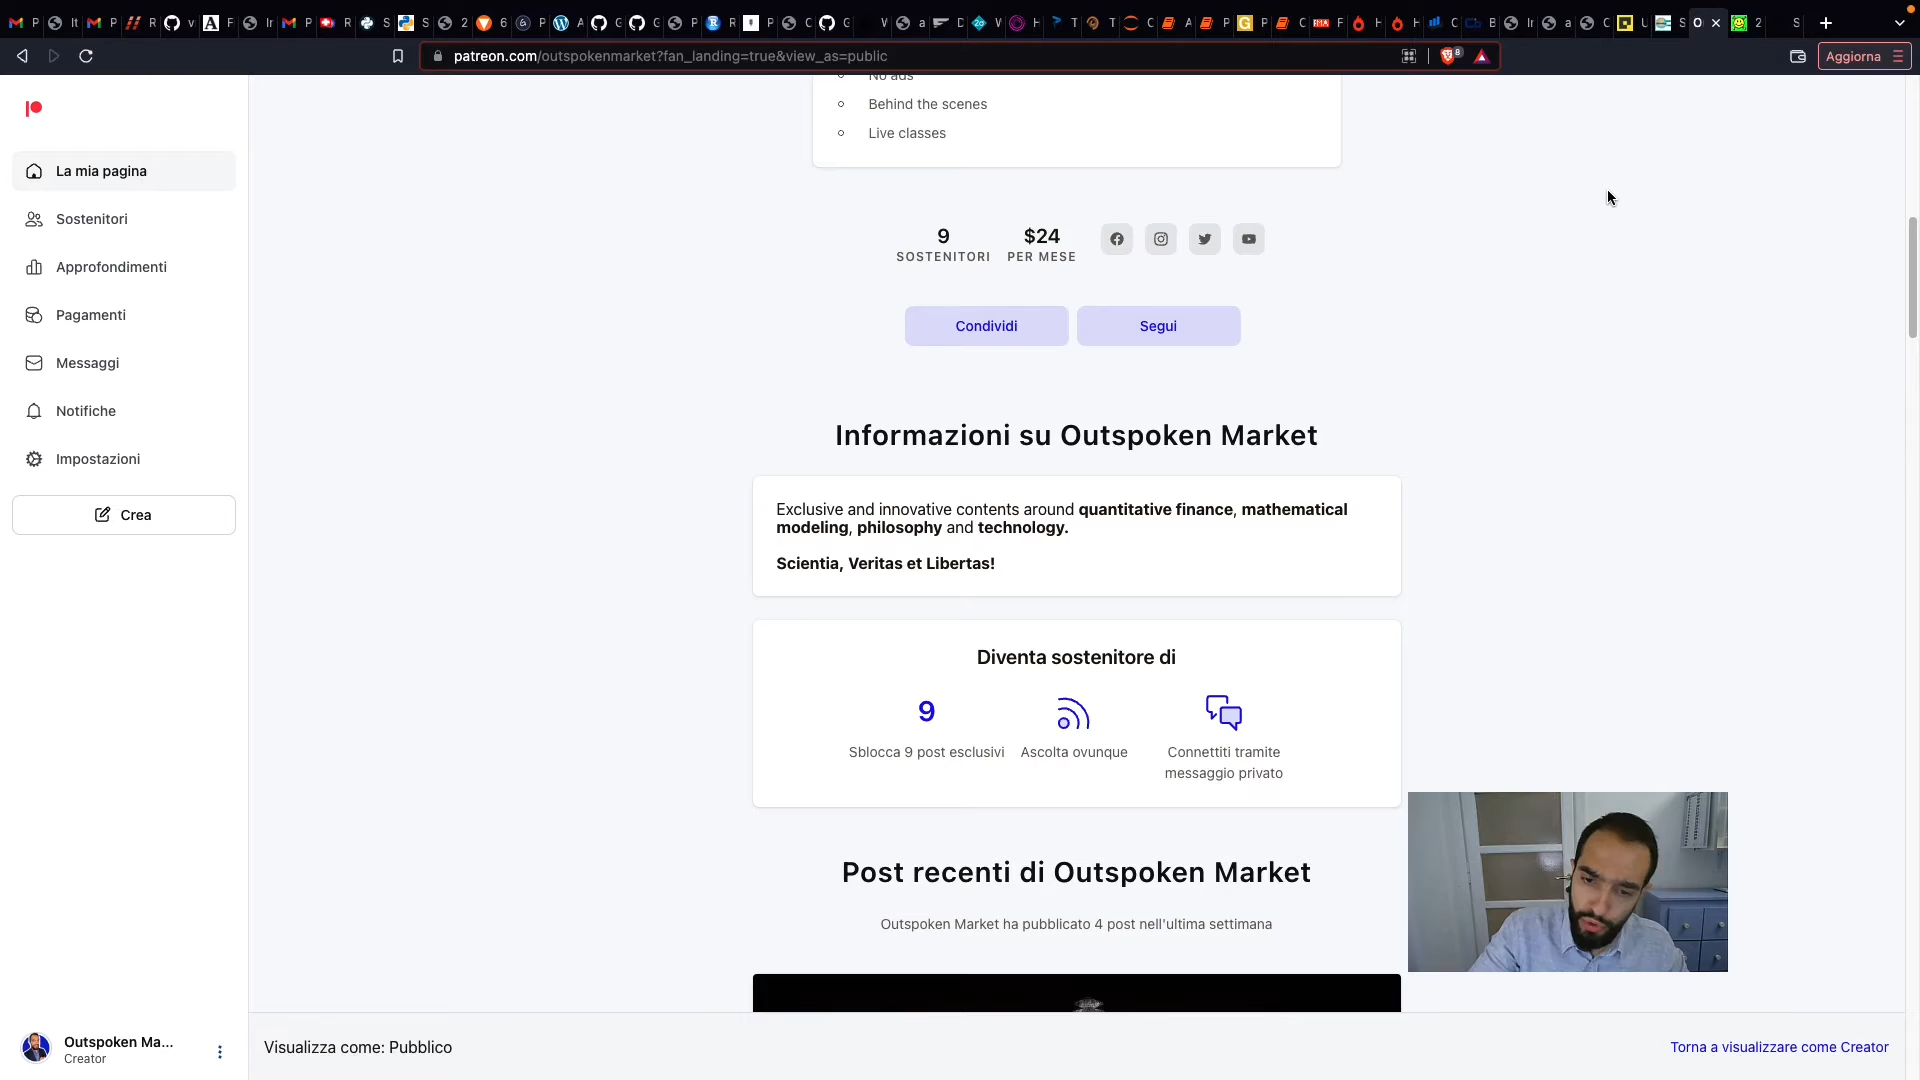 patreon.com/outspokenmarket?fan_landing=true&view_as=public
8
Aggiorna
La mia pagina
Sostenitori
Approfondimenti
Pagamenti
Messaggi
Notifiche
Impostazioni
Crea
No ads
Behind the scenes
Live classes
9
SOSTENITORI
$24
PER MESE
Condividi
Segui
Informazioni su Outspoken Market
Exclusive and innovative contents around quantitative finance, mathematical
modeling, philosophy and technology.
Scientia, Veritas et Libertas!
Diventa sostenitore di
9
Sblocca 9 post esclusivi
Ascolta ovunque
Connettiti tramite
messaggio privato
Post recenti di Outspoken Market
Outspoken Market ha pubblicato 4 post nell'ultima settimana
Outspoken Ma...
Creator
Visualizza come: Pubblico
Torna a visualizzare come Creator